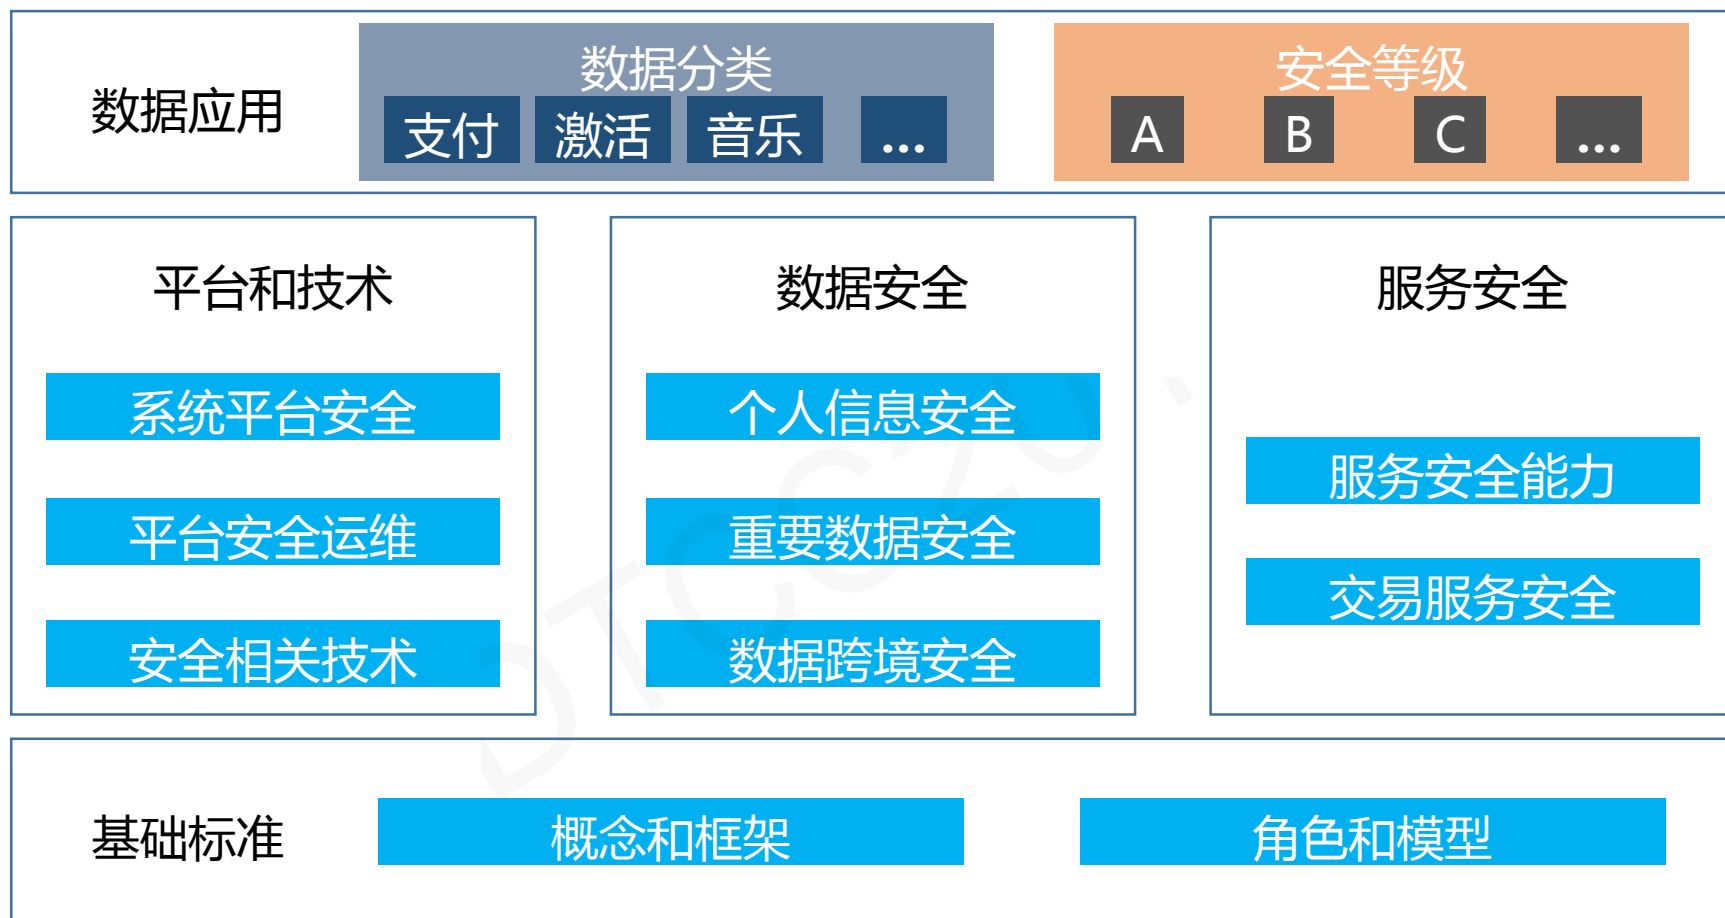 数据应用
数据分类
支付
激活
音乐
...
安全等级
A
B
C
...
平台和技术
系统平台安全
平台安全运维
安全相关技术
数据安全
个人信息安全
重要数据安全
数据跨境安全
服务安全
服务安全能力
交易服务安全
基础标准
概念和框架
角色和模型